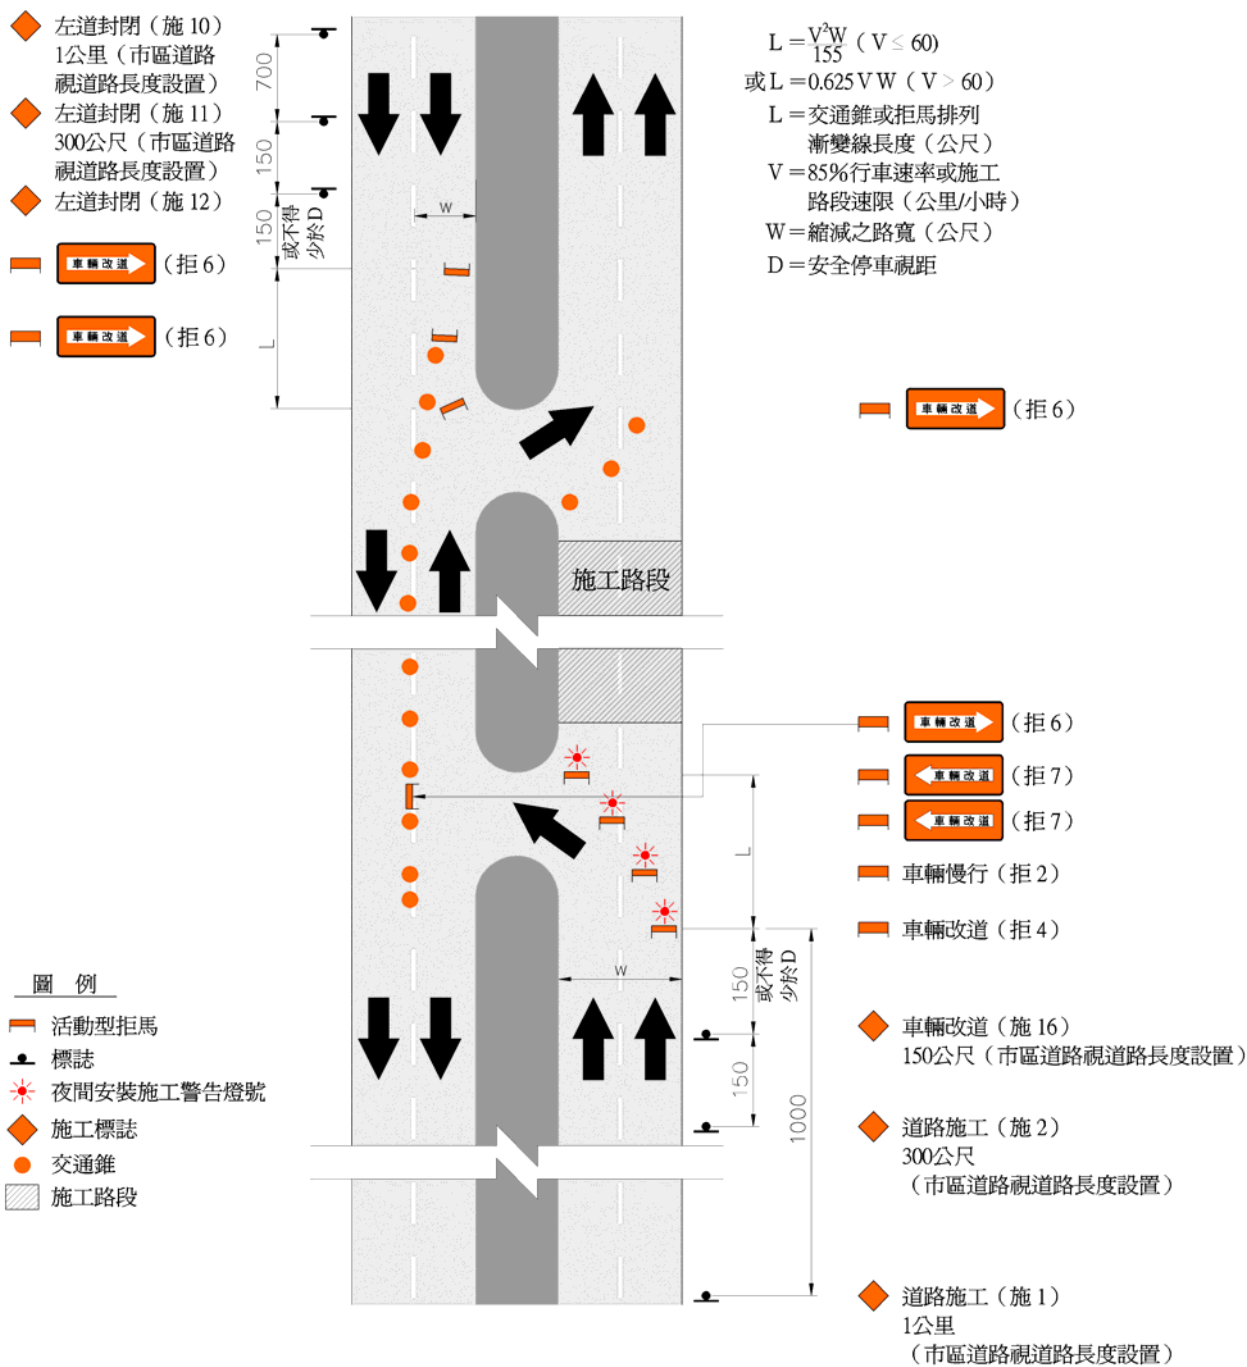 左道封閉（施 10）
1公里（市區道路
視道路長度設置）
左道封閉（施 11）
300公尺（市區道路
視道路長度設置）
左道封閉（施 12）
車輛改道
（拒 6）
車輛改道
（拒 6）
700
150
150
或不得
少於D
L
W
L＝V²W/155（V ≤ 60）
或 L＝0.625 V W（V > 60）
L＝交通錐或拒馬排列
漸變線長度（公尺）
V＝85%行車速率或施工
路段速限（公里/小時）
W＝縮減之路寬（公尺）
D＝安全停車視距
車輛改道
（拒 6）
施工路段
車輛改道
（拒 6）
車輛改道
（拒 7）
車輛改道
（拒 7）
車輛慢行（拒 2）
車輛改道（拒 4）
L
W
150
或不得
少於D
150
1000
車輛改道（施 16）
150公尺（市區道路視道路長度設置）
道路施工（施 2）
300公尺
（市區道路視道路長度設置）
道路施工（施 1）
1公里
（市區道路視道路長度設置）
圖 例
活動型拒馬
標誌
夜間安裝施工警告燈號
施工標誌
交通錐
施工路段